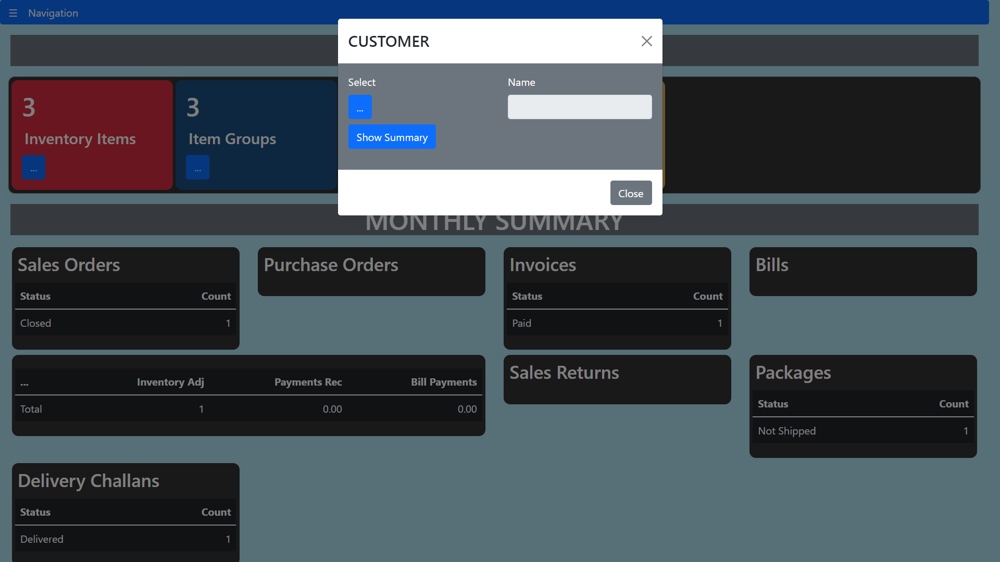 ☰ Navigation
CUSTOMER
Select
Name
...
Show Summary
Close
3
Inventory Items
...
3
Item Groups
...
MONTHLY SUMMARY
Sales Orders
Status Count
Closed 1
Purchase Orders
Invoices
Status Count
Paid 1
Bills
... Inventory Adj Payments Rec Bill Payments
Total 1 0.00 0.00
Sales Returns
Packages
Status Count
Not Shipped 1
Delivery Challans
Status Count
Delivered 1